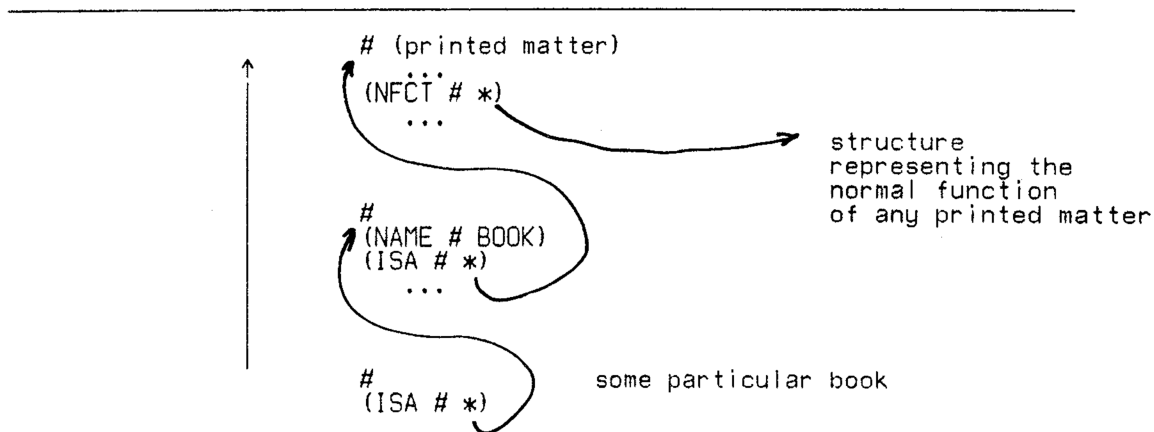 # (printed matter)
...
(NFCT # *)
...
structure
representing the
normal function
of any printed matter
#
(NAME # BOOK)
(ISA # *)
...
# some particular book
(ISA # *)